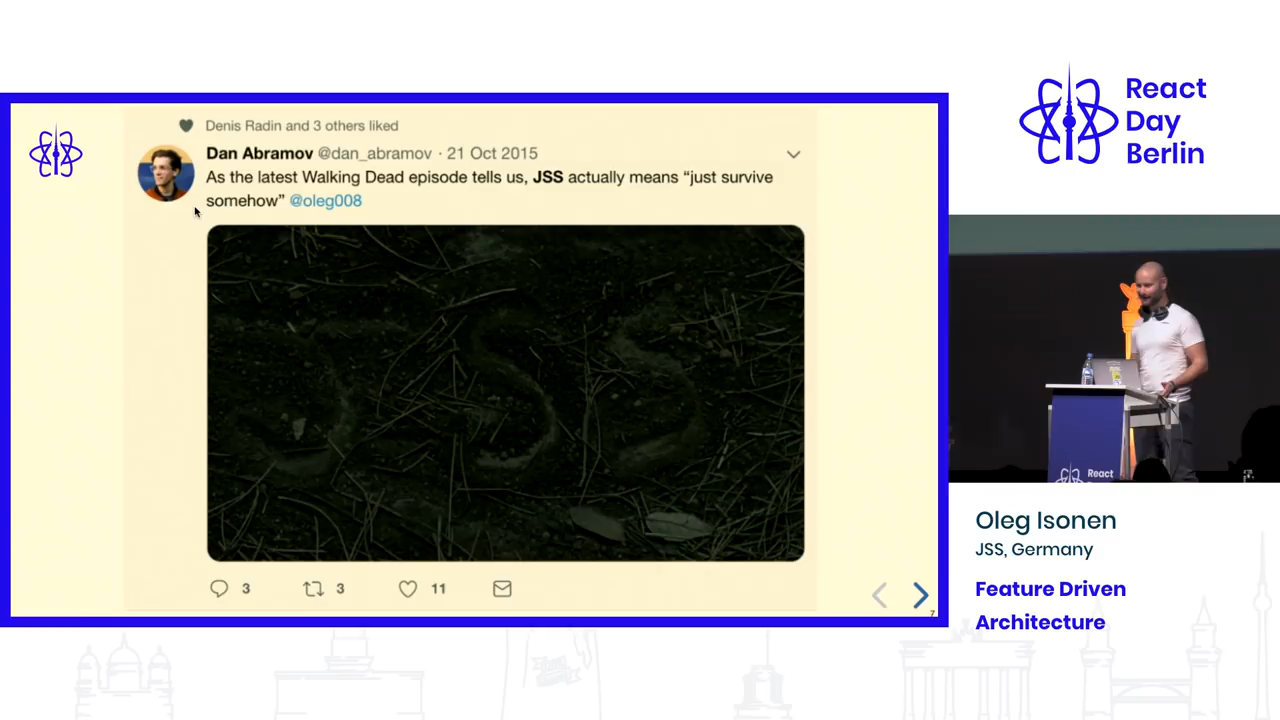 Denis Radin and 3 others liked
Dan Abramov @dan_abramov · 21 Oct 2015
As the latest Walking Dead episode tells us, JSS actually means “just survive
somehow” @oleg008
JSS
3
3
11
7
React
Day
Berlin
React
Oleg Isonen
JSS, Germany
Feature Driven
Architecture